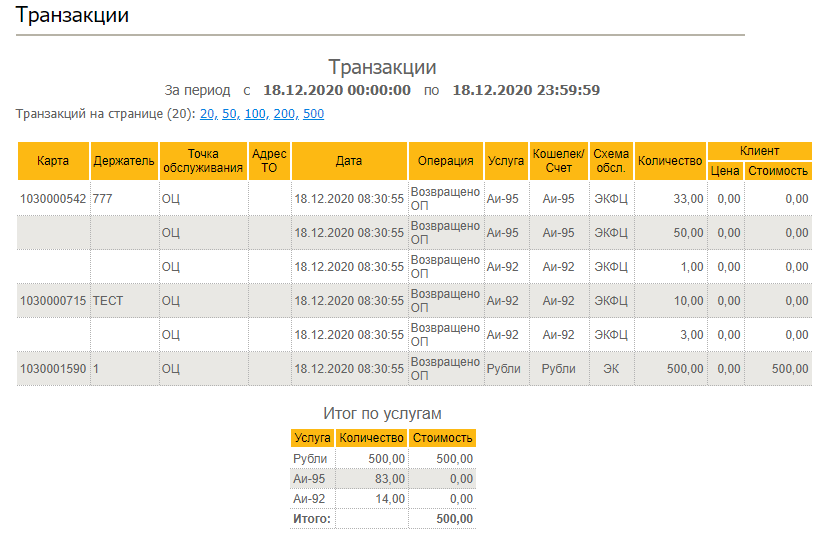 Транзакции
Транзакции
За период с 18.12.2020 00:00:00 по 18.12.2020 23:59:59
Транзакций на странице (20): 20, 50, 100, 200, 500
Карта Держатель Точка обслуживания Адрес ТО Дата Операция Услуга Кошелек/Счет Схема обсл. Количество Клиент
Цена Стоимость
1030000542 777 ОЦ 18.12.2020 08:30:55 Возвращено ОП Аи-95 Аи-95 ЭКФЦ 33,00 0,00 0,00
ОЦ 18.12.2020 08:30:55 Возвращено ОП Аи-95 Аи-95 ЭКФЦ 50,00 0,00 0,00
ОЦ 18.12.2020 08:30:55 Возвращено ОП Аи-92 Аи-92 ЭКФЦ 1,00 0,00 0,00
1030000715 ТЕСТ ОЦ 18.12.2020 08:30:55 Возвращено ОП Аи-92 Аи-92 ЭКФЦ 10,00 0,00 0,00
ОЦ 18.12.2020 08:30:55 Возвращено ОП Аи-92 Аи-92 ЭКФЦ 3,00 0,00 0,00
1030001590 1 ОЦ 18.12.2020 08:30:55 Возвращено ОП Рубли Рубли ЭК 500,00 0,00 500,00
Итог по услугам
Услуга Количество Стоимость
Рубли 500,00 500,00
Аи-95 83,00 0,00
Аи-92 14,00 0,00
Итого: 500,00